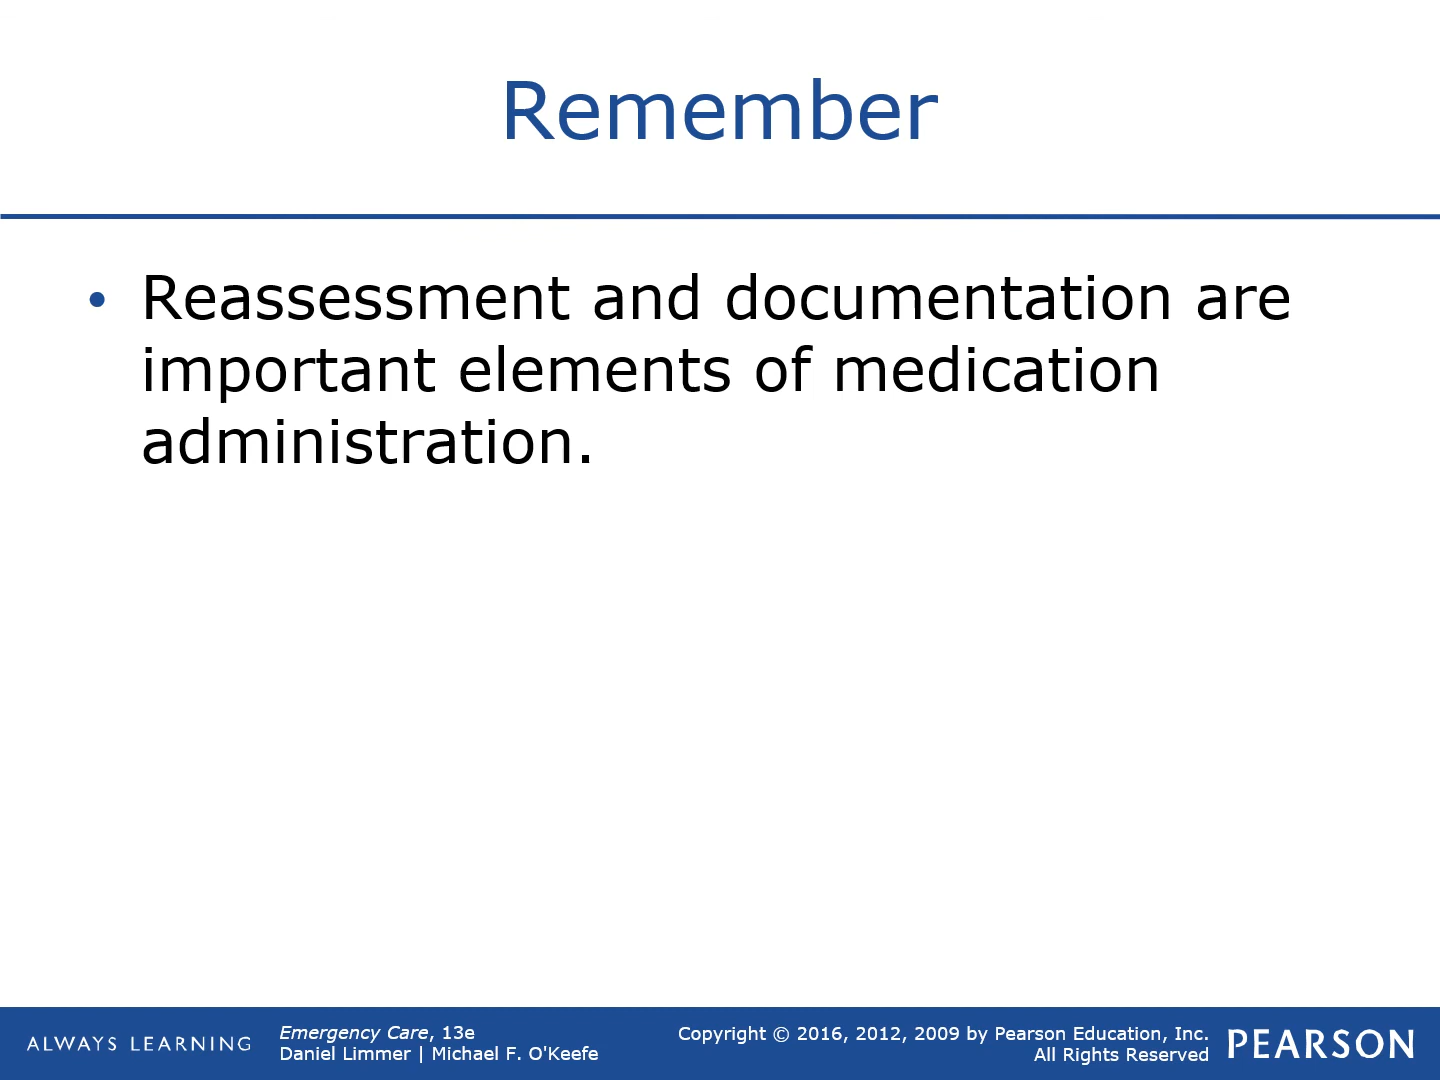 Remember
• Reassessment and documentation are
important elements of medication
administration.
ALWAYS LEARNING
Emergency Care, 13e
Daniel Limmer | Michael F. O'Keefe
Copyright © 2016, 2012, 2009 by Pearson Education, Inc.
All Rights Reserved
PEARSON